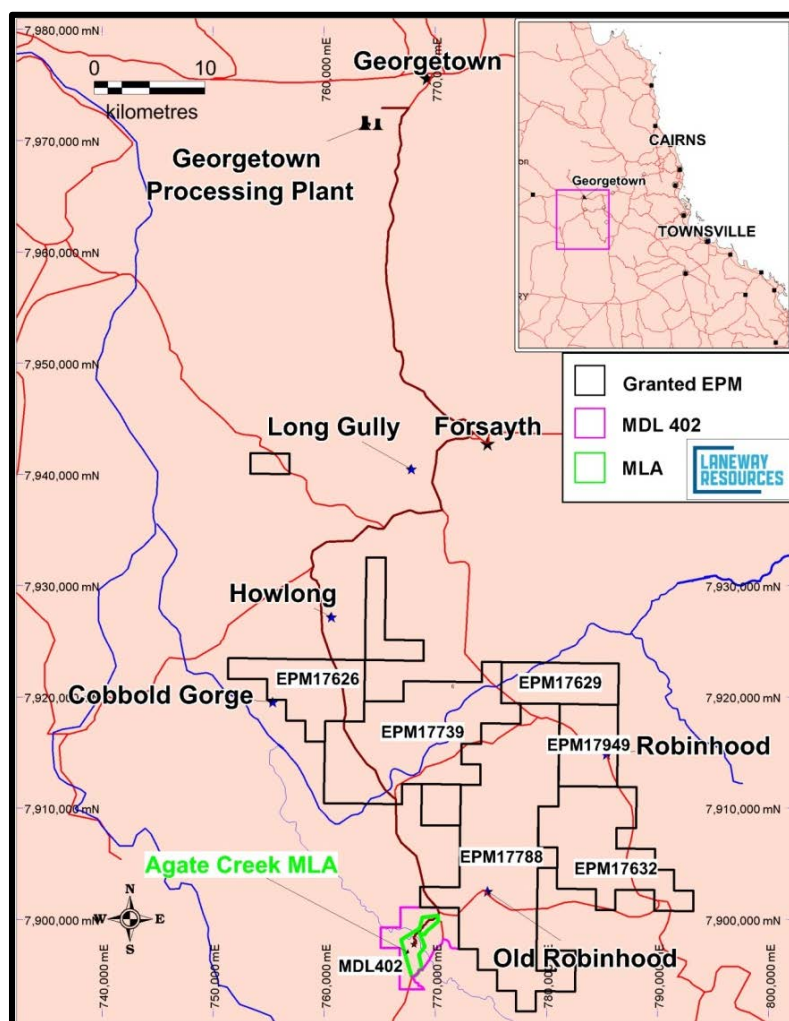 7,980,000 mN
760,000 mE
770,000 mE
0 10
kilometres
Georgetown
7,970,000 mN
Georgetown
Processing Plant
CAIRNS
Georgetown
TOWNSVILLE
RY
7,960,000 mN
7,950,000 mN
Granted EPM
MDL 402
MLA
LANEWAY
RESOURCES
Long Gully
Forsayth
7,940,000 mN
7,930,000 mN
7,930,000 mN
Howlong
EPM17626
EPM17629
7,920,000 mN
7,920,000 mN
Cobbold Gorge
EPM17739
EPM17949
Robinhood
7,910,000 mN
7,910,000 mN
Agate Creek MLA
EPM17788
EPM17632
N
W E
S
7,900,000 mN
7,900,000 mN
MDL402
Old Robinhood
740,000 mE
750,000 mE
760,000 mE
770,000 mE
780,000 mE
790,000 mE
800,000 mE